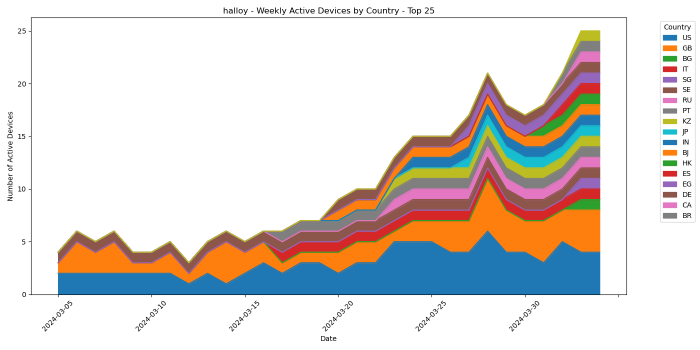 halloy - Weekly Active Devices by Country - Top 25
Number of Active Devices
25
20
15
10
5
0
2024-03-05
2024-03-10
2024-03-15
2024-03-20
2024-03-25
2024-03-30
Date
Country
US
GB
BG
IT
SG
SE
RU
PT
KZ
JP
IN
BJ
HK
ES
EG
DE
CA
BR